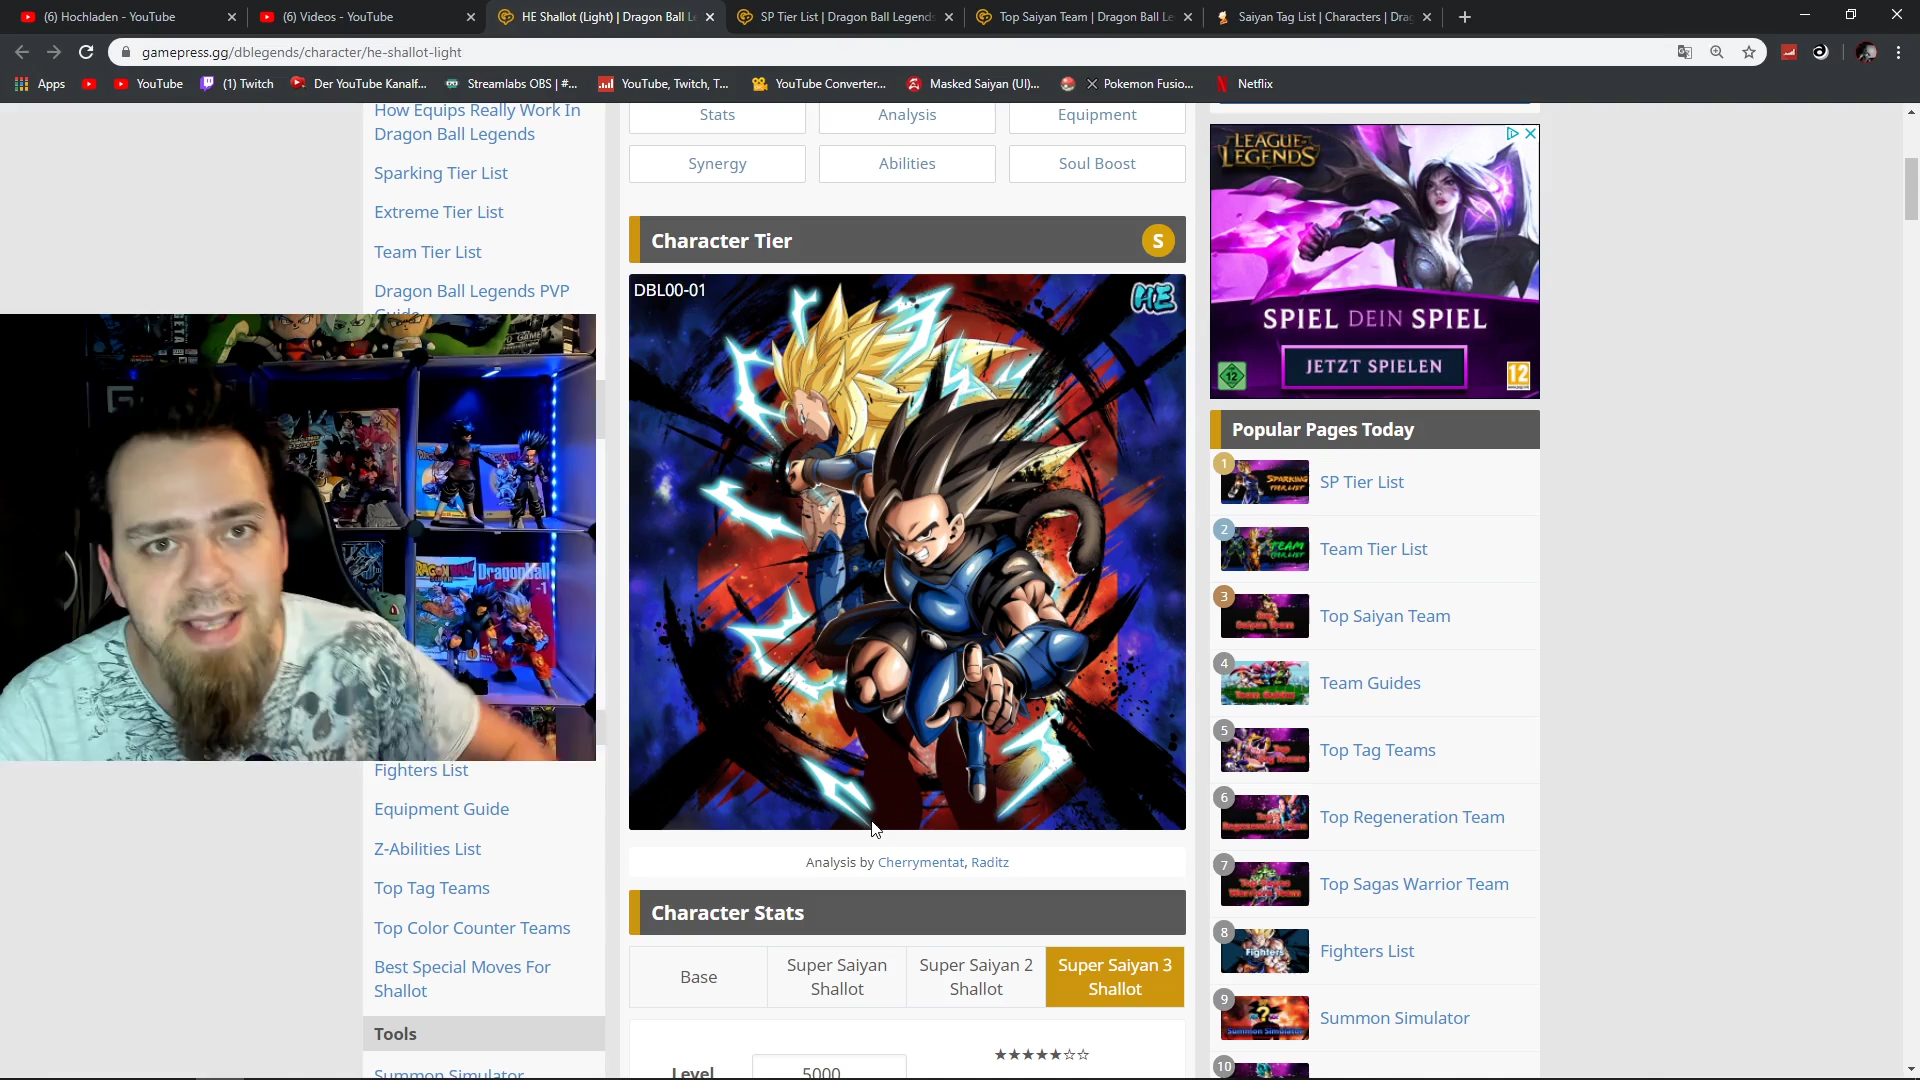 (6) Hochladen - YouTube
(6) Videos - YouTube
HE Shallot (Light) | Dragon Ball L
SP Tier List | Dragon Ball Legends
Top Saiyan Team | Dragon Ball Le
Saiyan Tag List | Characters | Drag
gamepress.gg/dblegends/character/he-shallot-light
Apps
YouTube
(1) Twitch
Der YouTube Kanalf...
Streamlabs OBS | #...
YouTube, Twitch, T...
YouTube Converter...
Masked Saiyan (UI)...
Pokemon Fusio...
Netflix
How Equips Really Work In
Dragon Ball Legends
Sparking Tier List
Extreme Tier List
Team Tier List
Dragon Ball Legends PVP
Guide
Fighters List
Equipment Guide
Z-Abilities List
Top Tag Teams
Top Color Counter Teams
Best Special Moves For
Shallot
Tools
Summon Simulator
Stats
Analysis
Equipment
Synergy
Abilities
Soul Boost
Character Tier
S
DBL00-01
HE
Analysis by Cherrymentat, Raditz
Character Stats
Base
Super Saiyan
Shallot
Super Saiyan 2
Shallot
Super Saiyan 3
Shallot
Level
5000
★★★★★☆☆
LEAGUE
LEGENDS
SPIEL DEIN SPIEL
JETZT SPIELEN
12
12
Popular Pages Today
1
SP Tier List
2
Team Tier List
3
Top Saiyan Team
4
Team Guides
5
Top Tag Teams
6
Top Regeneration Team
7
Top Sagas Warrior Team
8
Fighters List
9
Summon Simulator
10